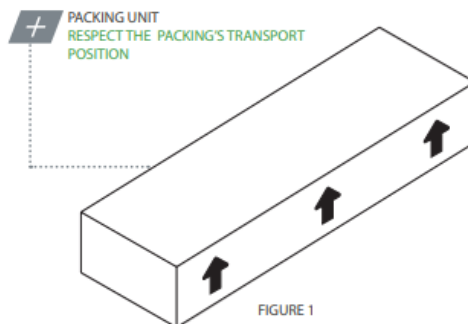 PACKING UNIT
RESPECT THE PACKING'S TRANSPORT
POSITION
FIGURE 1